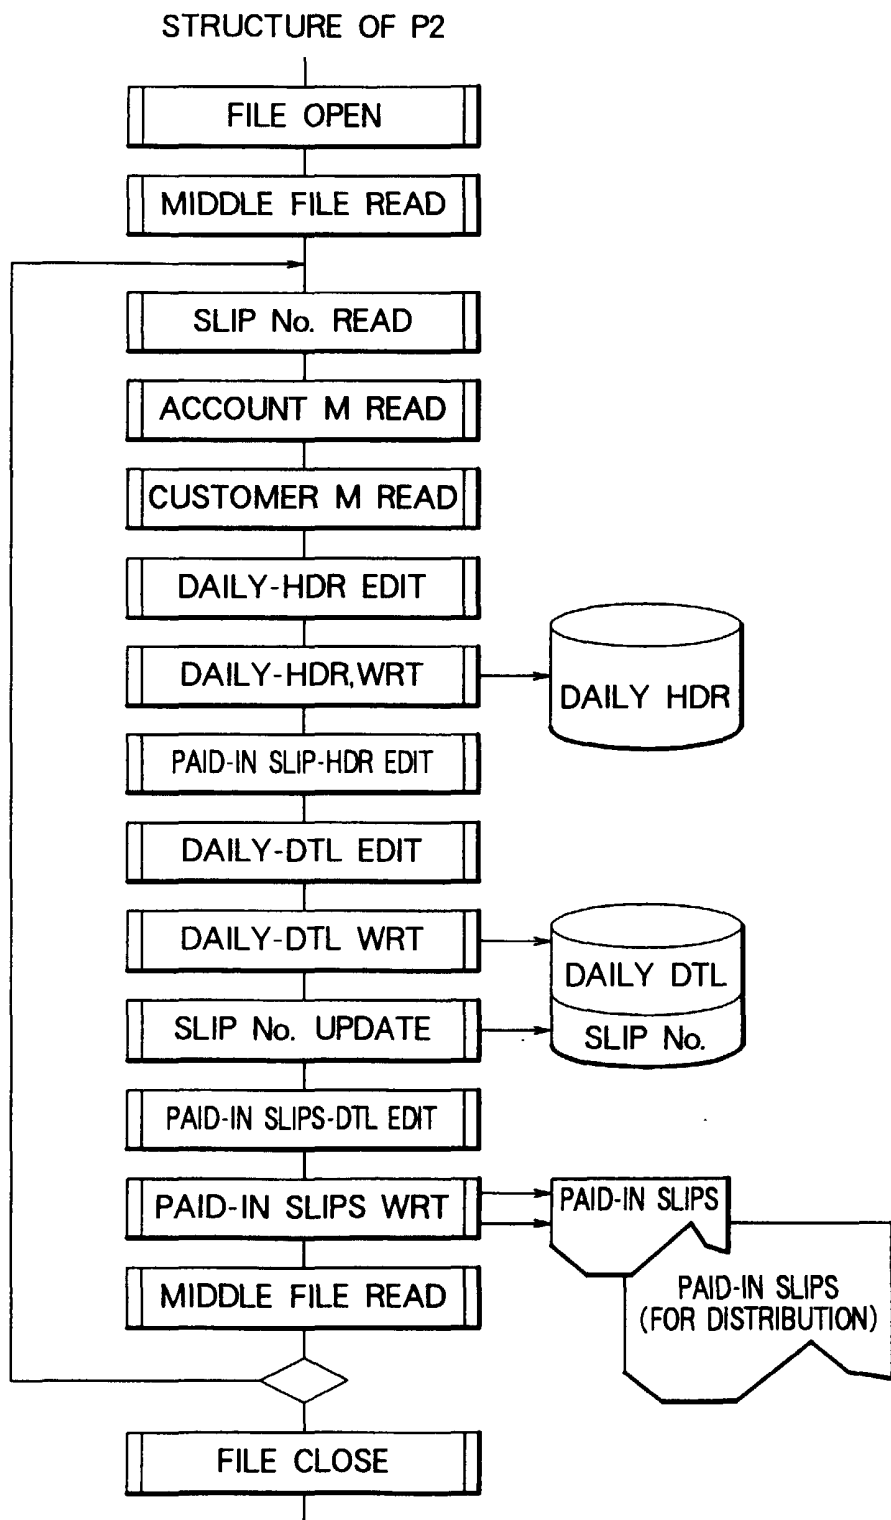 STRUCTURE OF P2
FILE OPEN
MIDDLE FILE READ
SLIP No. READ
ACCOUNT M READ
CUSTOMER M READ
DAILY-HDR EDIT
DAILY-HDR,WRT
DAILY HDR
PAID-IN SLIP-HDR EDIT
DAILY-DTL EDIT
DAILY-DTL WRT
DAILY DTL
SLIP No. UPDATE
SLIP No.
PAID-IN SLIPS-DTL EDIT
PAID-IN SLIPS WRT
PAID-IN SLIPS
PAID-IN SLIPS
(FOR DISTRIBUTION)
MIDDLE FILE READ
FILE CLOSE